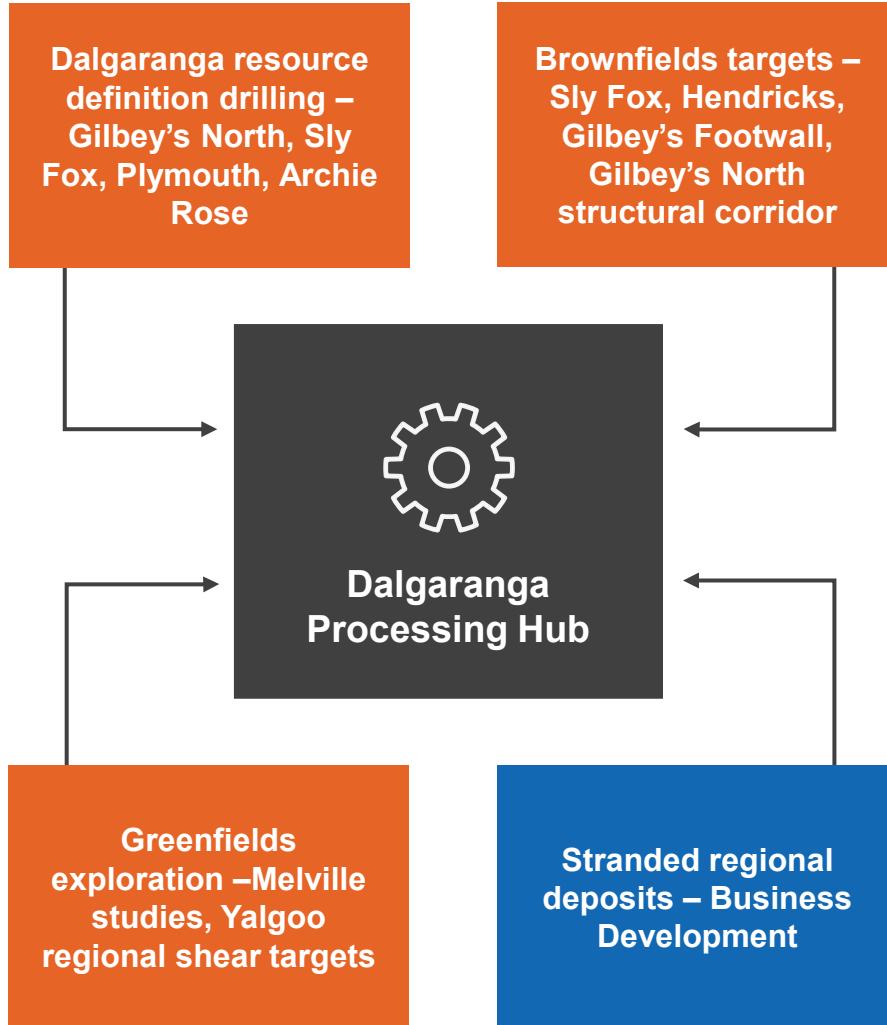 Dalgaranga resource
definition drilling –
Gilbey’s North, Sly
Fox, Plymouth, Archie
Rose
Brownfields targets –
Sly Fox, Hendricks,
Gilbey’s Footwall,
Gilbey’s North
structural corridor
Dalgaranga
Processing Hub
Greenfields
exploration –Melville
studies, Yalgoo
regional shear targets
Stranded regional
deposits – Business
Development